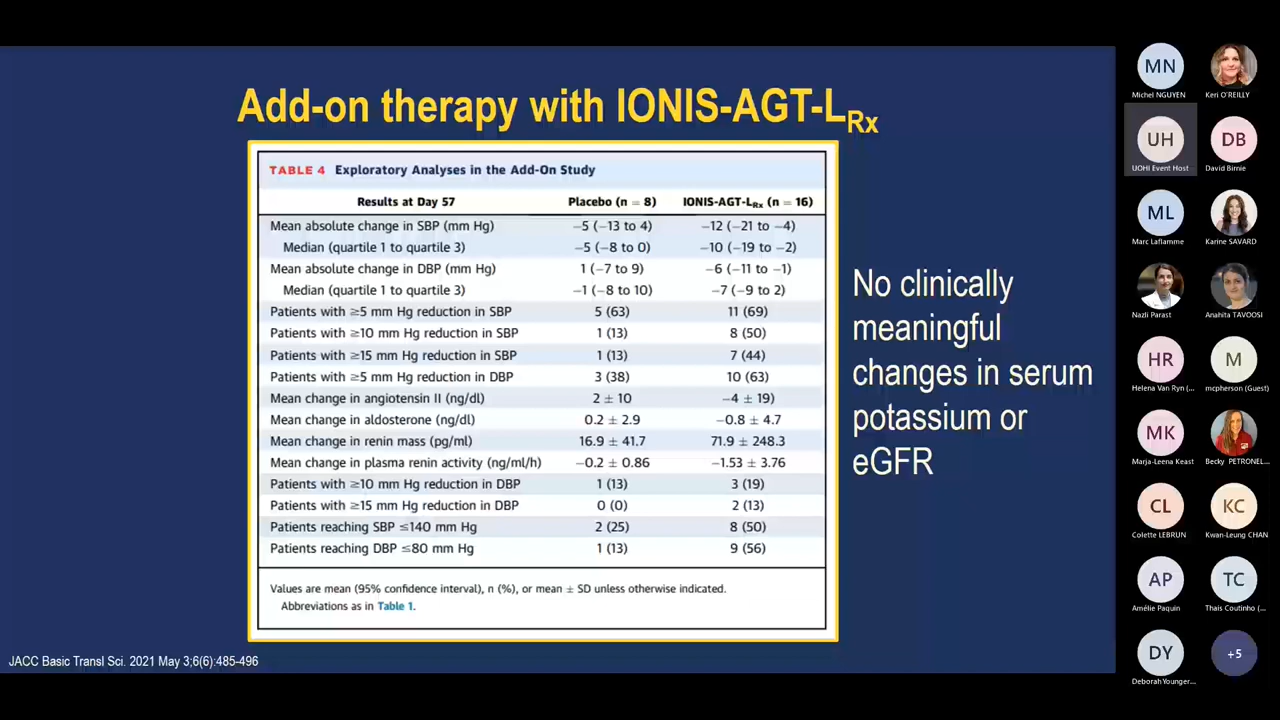 Add-on therapy with IONIS-AGT-LRx
TABLE 4 Exploratory Analyses in the Add-On Study
Results at Day 57 Placebo (n = 8) IONIS-AGT-LRx (n = 16)
Mean absolute change in SBP (mm Hg) −5 (−13 to 4) −12 (−21 to −4)
Median (quartile 1 to quartile 3) −5 (−8 to 0) −10 (−19 to −2)
Mean absolute change in DBP (mm Hg) 1 (−7 to 9) −6 (−11 to −1)
Median (quartile 1 to quartile 3) −1 (−8 to 10) −7 (−9 to 2)
Patients with ≥5 mm Hg reduction in SBP 5 (63) 11 (69)
Patients with ≥10 mm Hg reduction in SBP 1 (13) 8 (50)
Patients with ≥15 mm Hg reduction in SBP 1 (13) 7 (44)
Patients with ≥5 mm Hg reduction in DBP 3 (38) 10 (63)
Mean change in angiotensin II (ng/dl) 2 ± 10 −4 ± 19)
Mean change in aldosterone (ng/dl) 0.2 ± 2.9 −0.8 ± 4.7
Mean change in renin mass (pg/ml) 16.9 ± 41.7 71.9 ± 248.3
Mean change in plasma renin activity (ng/ml/h) −0.2 ± 0.86 −1.53 ± 3.76
Patients with ≥10 mm Hg reduction in DBP 1 (13) 3 (19)
Patients with ≥15 mm Hg reduction in DBP 0 (0) 2 (13)
Patients reaching SBP ≤140 mm Hg 2 (25) 8 (50)
Patients reaching DBP ≤80 mm Hg 1 (13) 9 (56)
Values are mean (95% confidence interval), n (%), or mean ± SD unless otherwise indicated.
Abbreviations as in Table 1.
No clinically
meaningful
changes in serum
potassium or
eGFR
JACC Basic Transl Sci. 2021 May 3;6(6):485-496
MN
Michel NGUYEN
Keri O'REILLY
UH
UOHI Event Host
DB
David Birnie
ML
Marc Laflamme
Karine SAVARD
Nazli Parast
Anahita TAVOOSI
HR
Helena Van Ryn (...
M
mcpherson (Guest)
MK
Marja-Leena Keast
Becky PETRONEL...
CL
Colette LEBRUN
KC
Kwan-Leung CHAN
AP
Amélie Paquin
TC
Thais Coutinho (...
DY
Deborah Younger...
+5